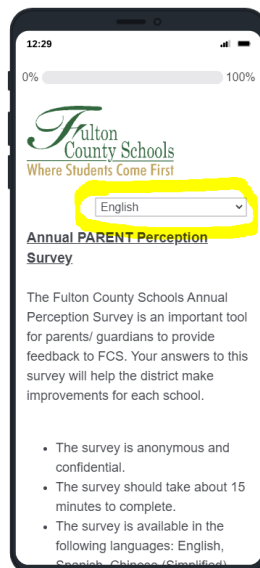 12:29
0% 100%
Fulton
County Schools
Where Students Come First
English
Annual PARENT Perception
Survey
The Fulton County Schools Annual
Perception Survey is an important tool
for parents/ guardians to provide
feedback to FCS. Your answers to this
survey will help the district make
improvements for each school.
• The survey is anonymous and
confidential.
• The survey should take about 15
minutes to complete.
• The survey is available in the
following languages: English,
Spanish, Chinese (Simplified)